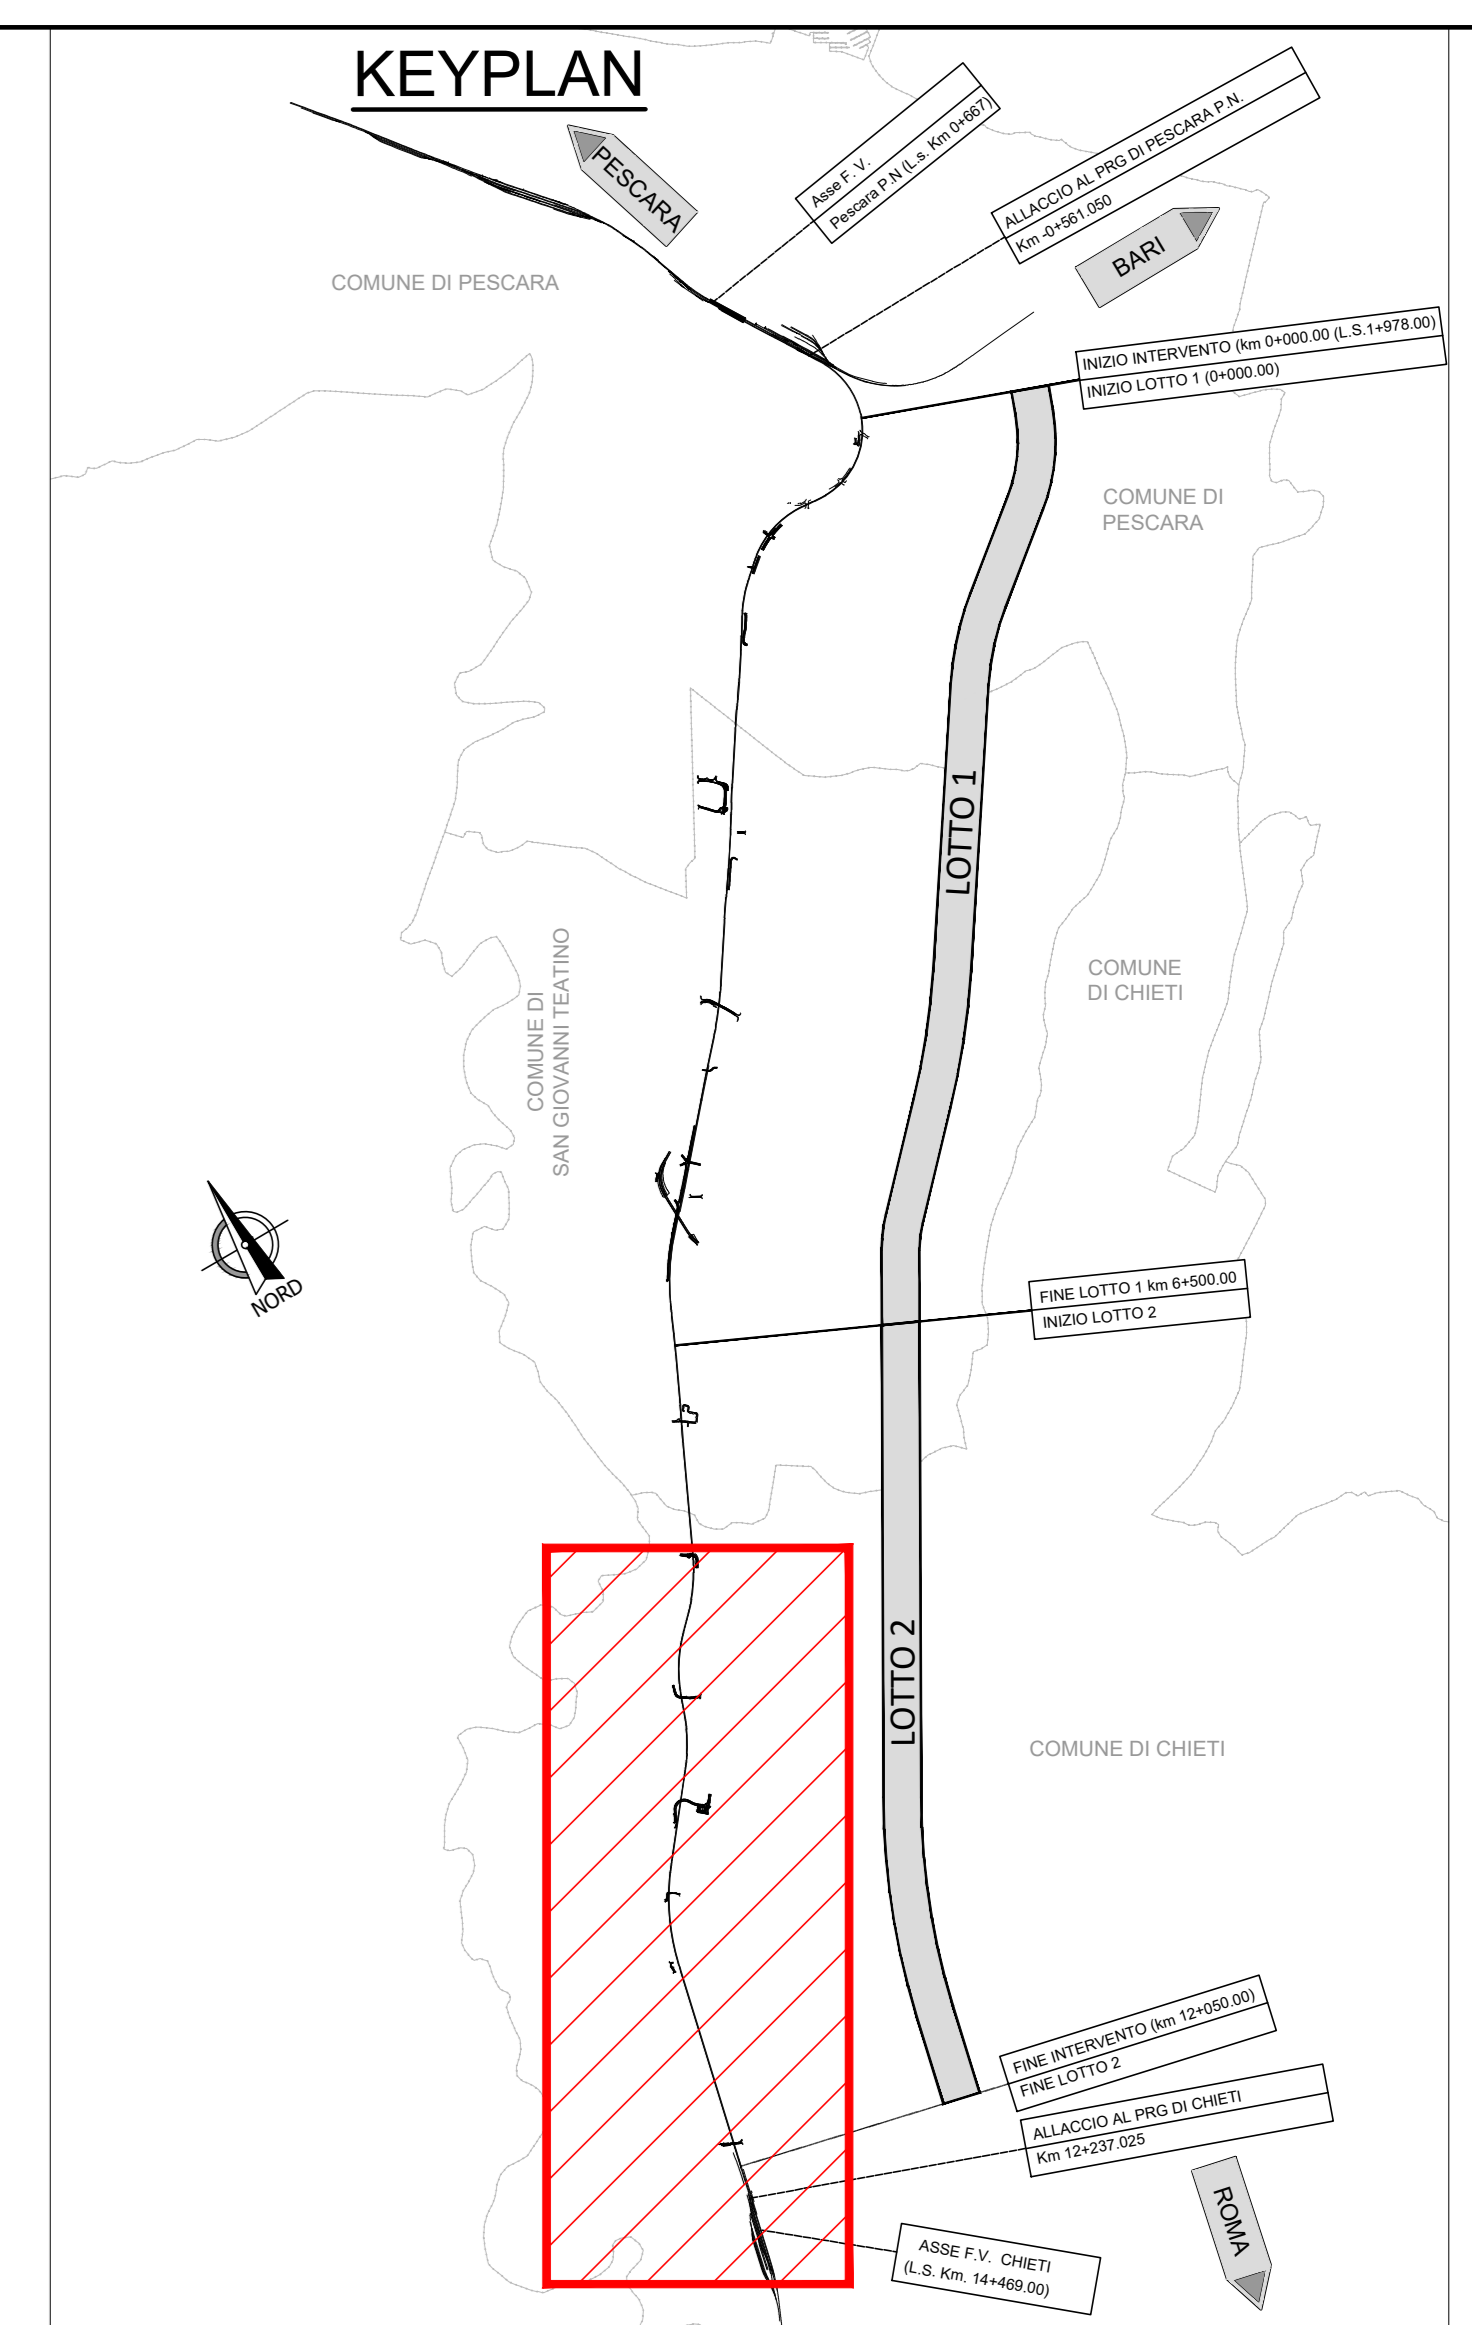 KEYPLAN
PESCARA
Asse F. V.
Pescara P.N (L.s. Km 0+667)
ALLACCIO AL PRG DI PESCARA P.N.
Km -0+561.050
BARI
COMUNE DI PESCARA
INIZIO INTERVENTO (km 0+000.00 (L.S.1+978.00)
INIZIO LOTTO 1 (0+000.00)
COMUNE DI
PESCARA
LOTTO 1
COMUNE DI
SAN GIOVANNI TEATINO
COMUNE
DI CHIETI
NORD
FINE LOTTO 1 km 6+500.00
INIZIO LOTTO 2
LOTTO 2
COMUNE DI CHIETI
FINE INTERVENTO (km 12+050.00)
FINE LOTTO 2
ALLACCIO AL PRG DI CHIETI
Km 12+237.025
ROMA
ASSE F.V. CHIETI
(L.S. Km. 14+469.00)